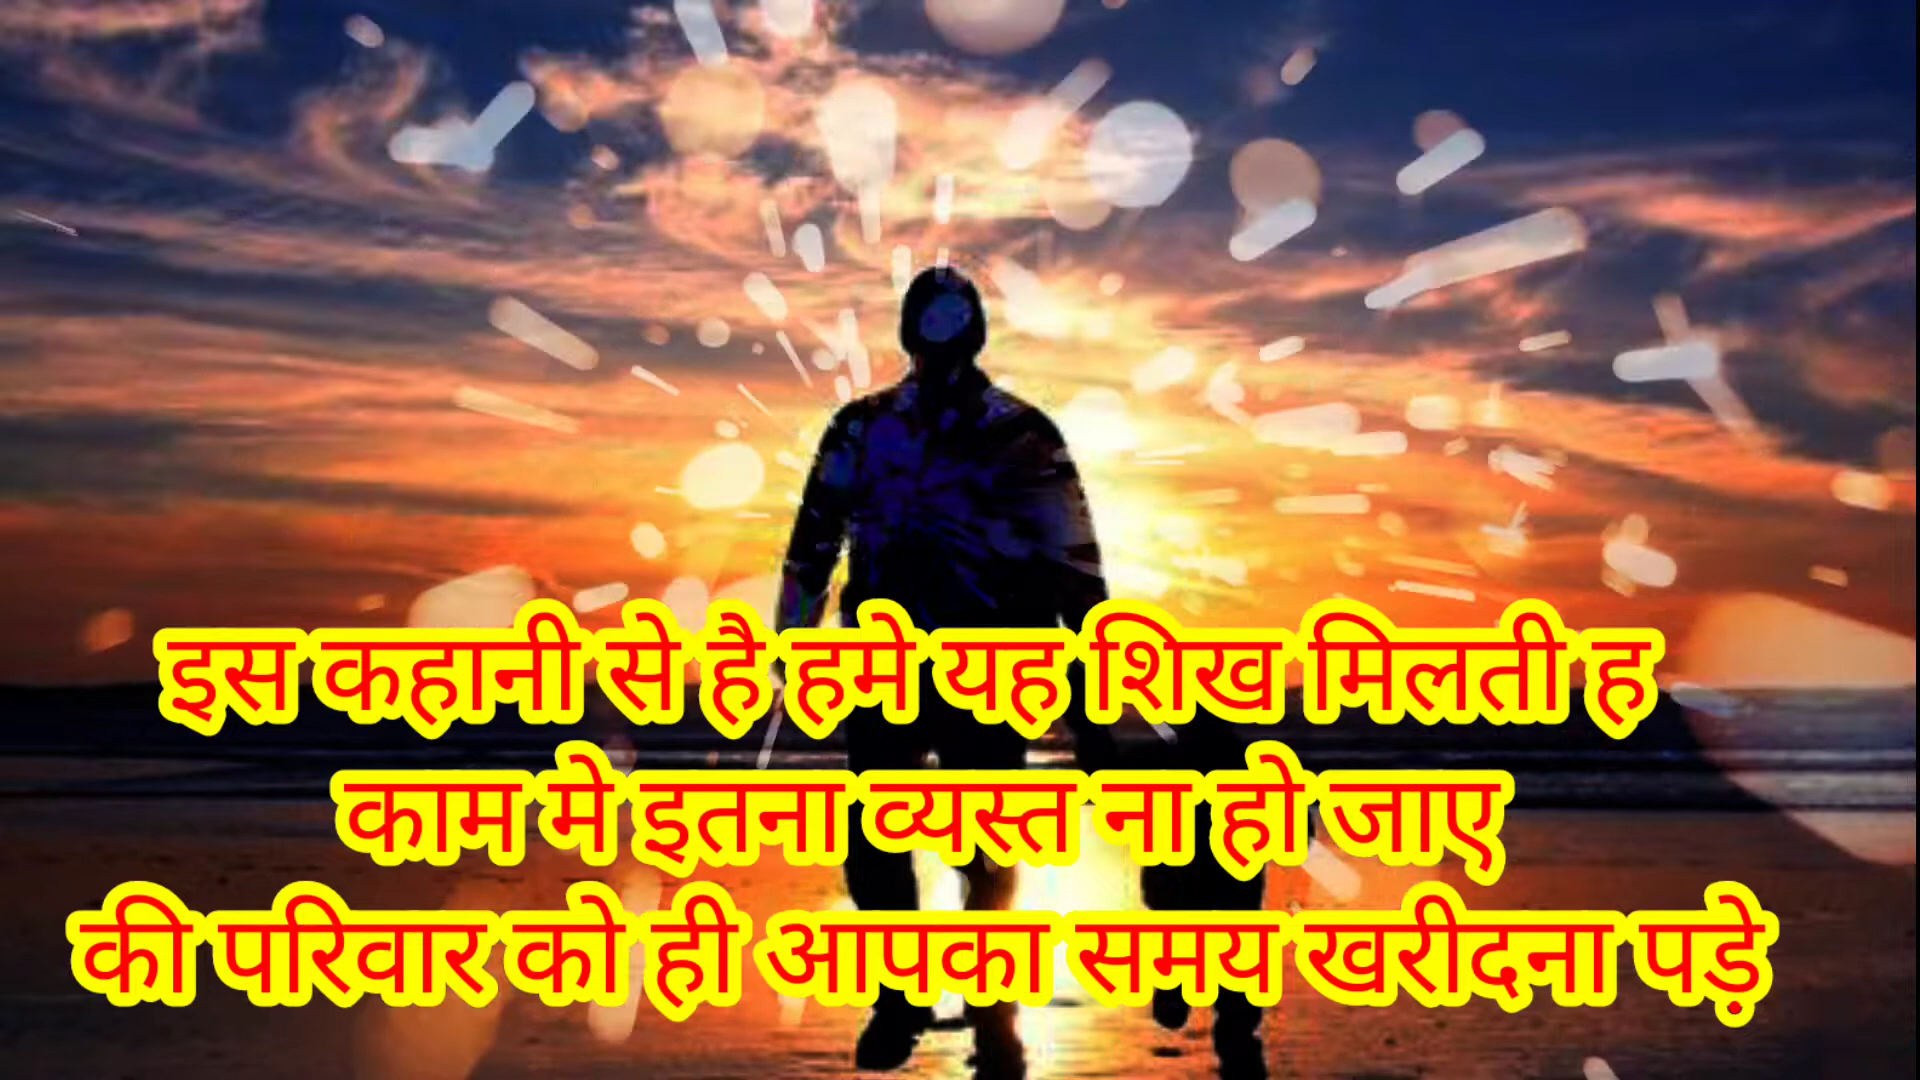 इस कहानी से है हमे यह शिख मिलती ह
काम मे इतना व्यस्त ना हो जाए
की परिवार को ही आपका समय खरीदना पड़े